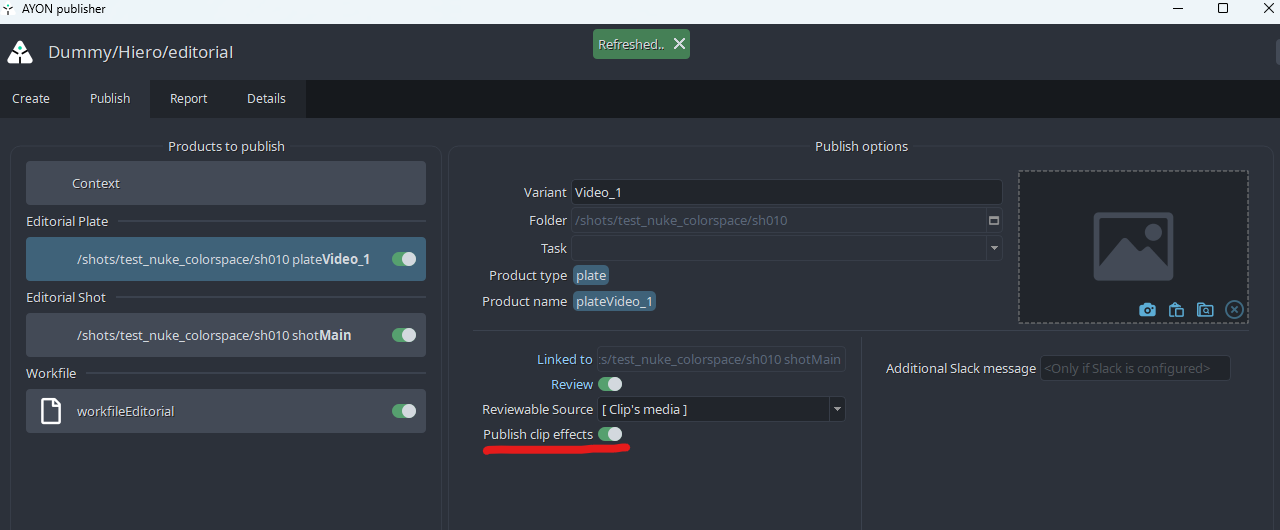 AYON publisher
Dummy/Hiero/editorial
Refreshed..
Create Publish Report Details
Products to publish
Context
Editorial Plate
/shots/test_nuke_colorspace/sh010 plateVideo_1
Editorial Shot
/shots/test_nuke_colorspace/sh010 shotMain
Workfile
workfileEditorial
Publish options
Variant Video_1
Folder /shots/test_nuke_colorspace/sh010
Task
Product type plate
Product name plateVideo_1
Linked to :s/test_nuke_colorspace/sh010 shotMain
Review
Reviewable Source [ Clip's media ]
Publish clip effects
Additional Slack message <Only if Slack is configured>